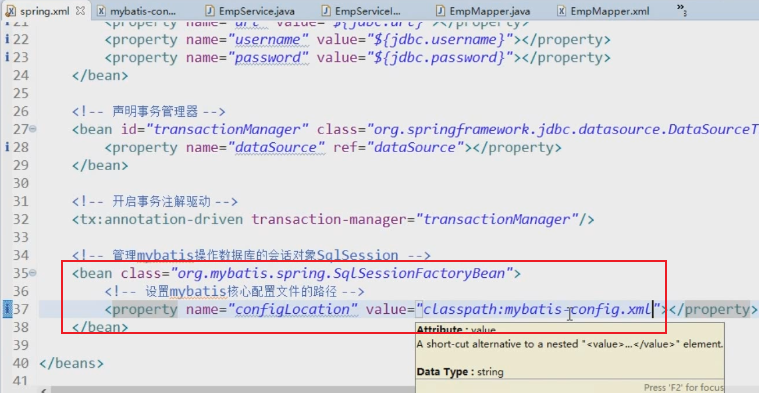 spring.xml
mybatis-con...
EmpService.java
EmpServiceI...
EmpMapper.java
EmpMapper.xml
»3
21 <property name="url" value="${jdbc.url}"></property>
22 <property name="username" value="${jdbc.username}"></property>
23 <property name="password" value="${jdbc.password}"></property>
24 </bean>
25
26 <!-- 声明事务管理器 -->
27 <bean id="transactionManager" class="org.springframework.jdbc.datasource.DataSourceT
28 <property name="dataSource" ref="dataSource"></property>
29 </bean>
30
31 <!-- 开启事务注解驱动 -->
32 <tx:annotation-driven transaction-manager="transactionManager"/>
33
34 <!-- 管理mybatis操作数据库的会话对象SqlSession -->
35 <bean class="org.mybatis.spring.SqlSessionFactoryBean">
36 <!-- 设置mybatis核心配置文件的路径 -->
37 <property name="configLocation" value="classpath:mybatis-config.xml"></property>
38 </bean>
39
40 </beans>
41
Attribute : value
A short-cut alternative to a nested "<value>...</value>" element.
Data Type : string
Press 'F2' for focus